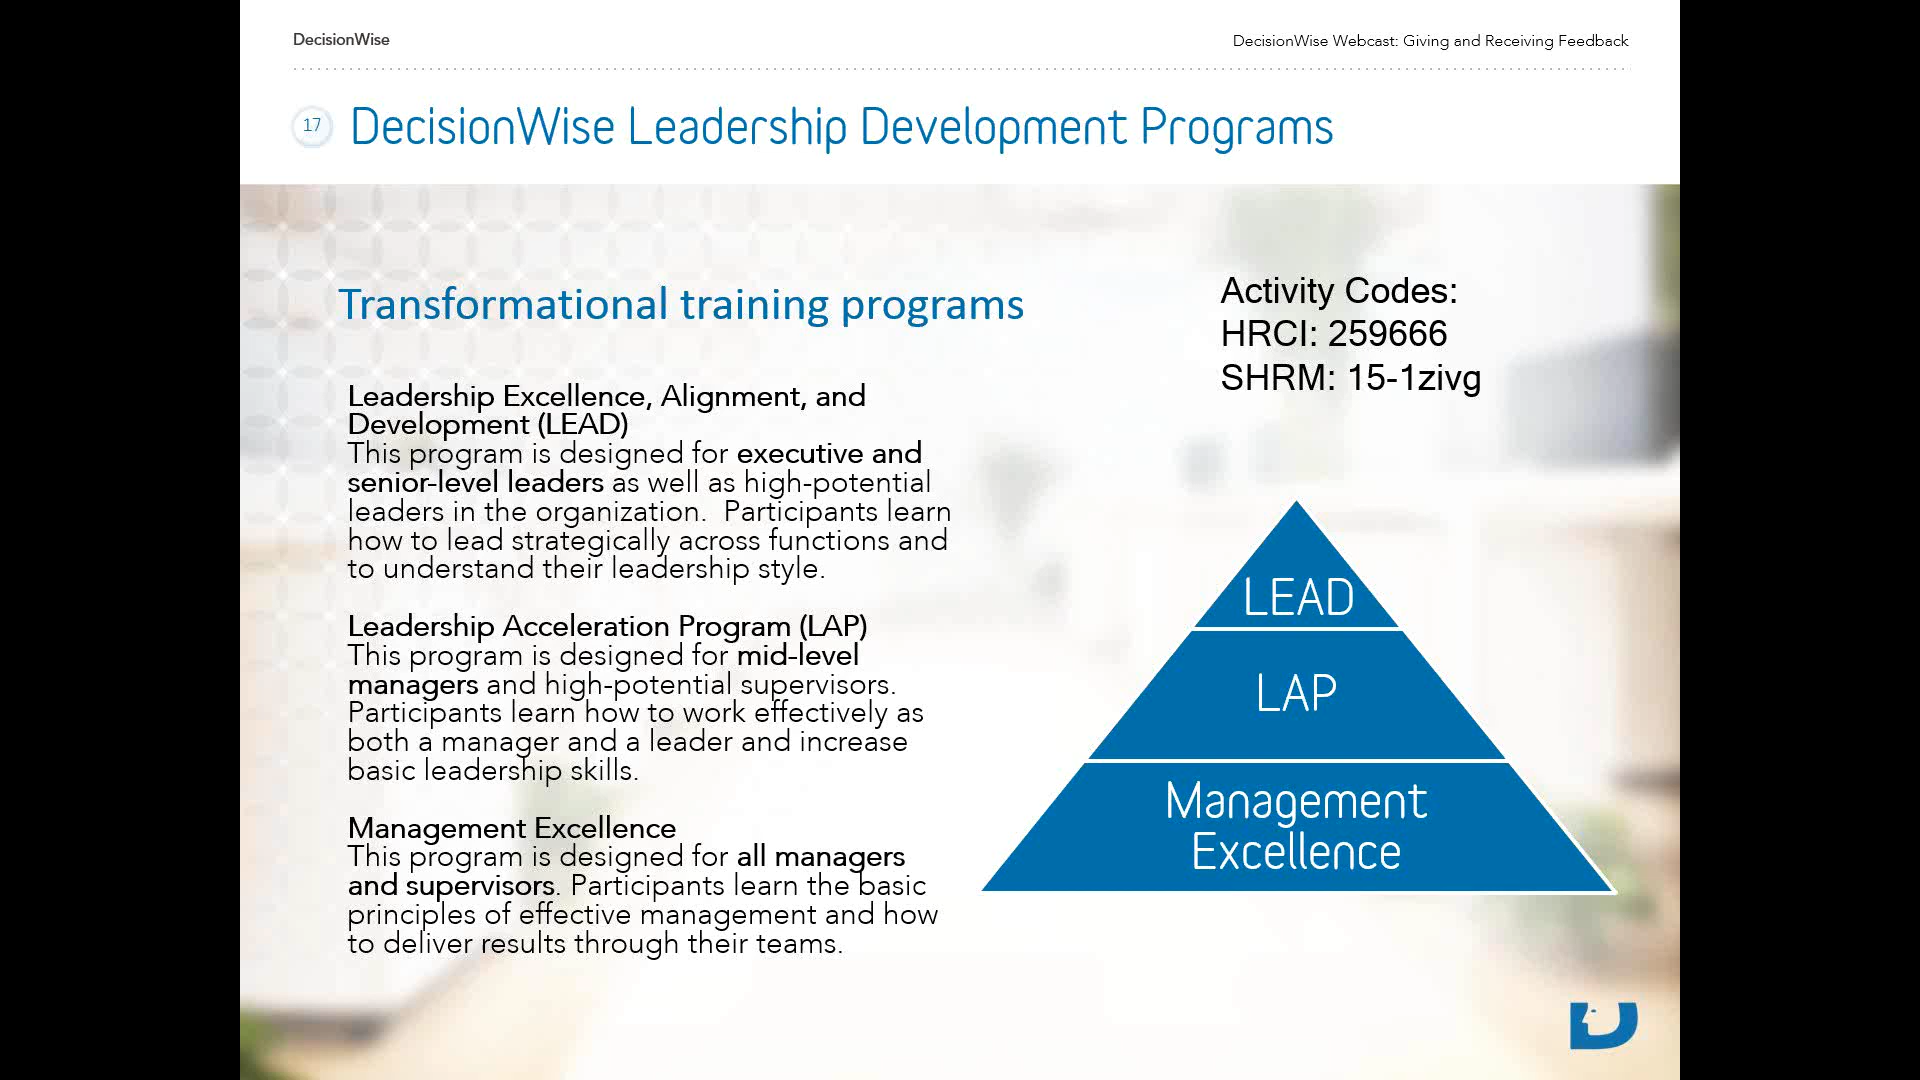 DecisionWise
DecisionWise Webcast: Giving and Receiving Feedback
17
DecisionWise Leadership Development Programs
Transformational training programs
Leadership Excellence, Alignment, and
Development (LEAD)
This program is designed for executive and
senior-level leaders as well as high-potential
leaders in the organization.  Participants learn
how to lead strategically across functions and
to understand their leadership style.
Leadership Acceleration Program (LAP)
This program is designed for mid-level
managers and high-potential supervisors.
Participants learn how to work effectively as
both a manager and a leader and increase
basic leadership skills.
Management Excellence
This program is designed for all managers
and supervisors. Participants learn the basic
principles of effective management and how
to deliver results through their teams.
Activity Codes:
HRCI: 259666
SHRM: 15-1zivg
LEAD
LAP
Management
Excellence